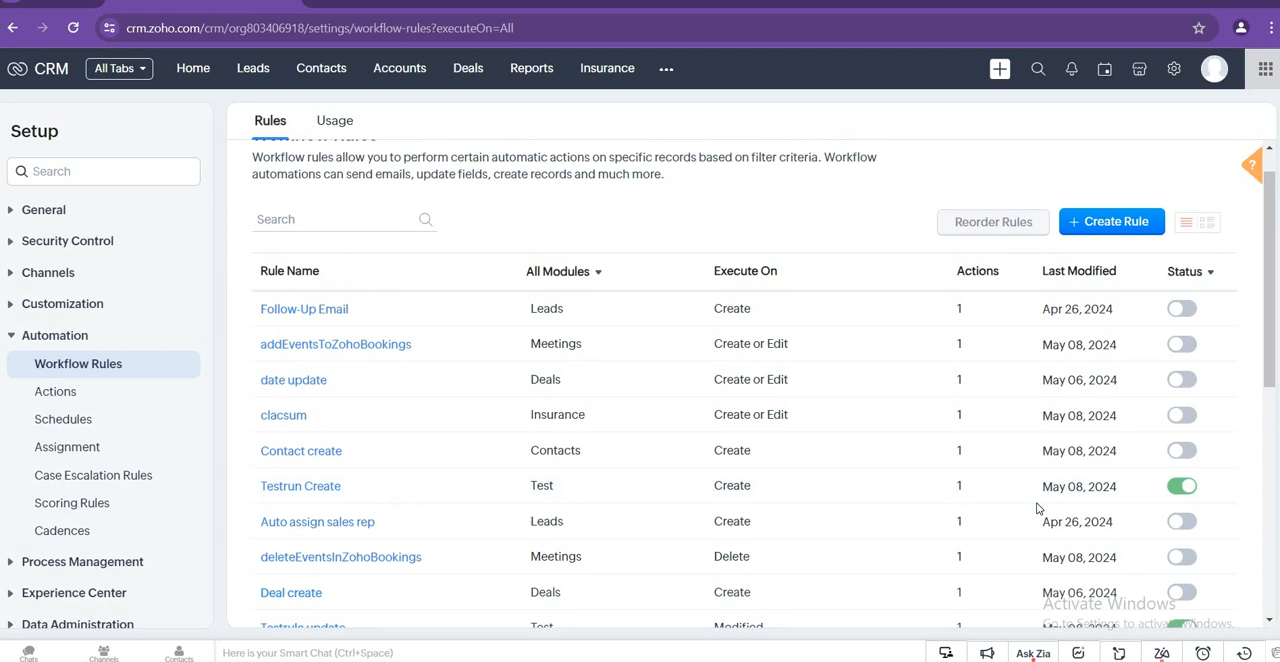 crm.zoho.com/crm/org803406918/settings/workflow-rules?executeOn=All
CRM All Tabs Home Leads Contacts Accounts Deals Reports Insurance
Setup
Search
General
Security Control
Channels
Customization
Automation
Workflow Rules
Actions
Schedules
Assignment
Case Escalation Rules
Scoring Rules
Cadences
Process Management
Experience Center
Data Administration
Rules Usage
Workflow rules allow you to perform certain automatic actions on specific records based on filter criteria. Workflow
automations can send emails, update fields, create records and much more.
Search Reorder Rules + Create Rule
?
Rule Name All Modules Execute On Actions Last Modified Status
Follow-Up Email Leads Create 1 Apr 26, 2024
addEventsToZohoBookings Meetings Create or Edit 1 May 08, 2024
date update Deals Create or Edit 1 May 06, 2024
clacsum Insurance Create or Edit 1 May 08, 2024
Contact create Contacts Create 1 May 08, 2024
Testrun Create Test Create 1 May 08, 2024
Auto assign sales rep Leads Create 1 Apr 26, 2024
deleteEventsInZohoBookings Meetings Delete 1 May 08, 2024
Deal create Deals Create 1 May 06, 2024
Testrule update Test Modified 1
Activate Windows
Go to Settings to activate Windows.
Chats Channels Contacts Here is your Smart Chat (Ctrl+Space) Ask Zia